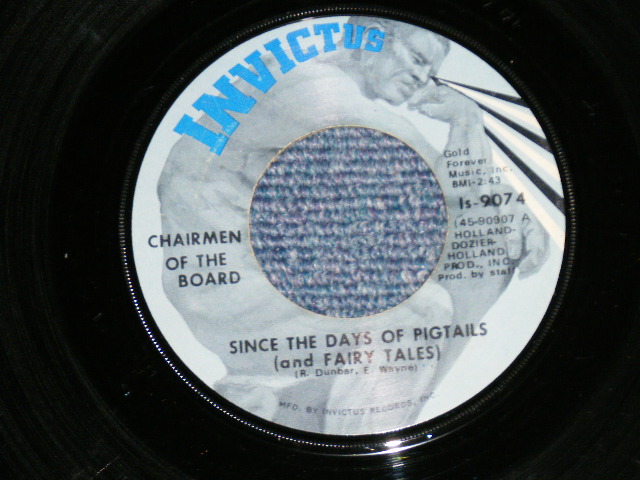 INVICTUS
Gold
Forever
Music, Inc.
BMI-2:43
Is-9074
(45-90907 A
HOLLAND-
DOZIER-
HOLLAND
PROD., INC.
Prod. by staff
CHAIRMEN
OF THE
BOARD
SINCE THE DAYS OF PIGTAILS
(and FAIRY TALES)
(R. Dunbar, E. Wayne)
MFD. BY INVICTUS RECORDS, INC.